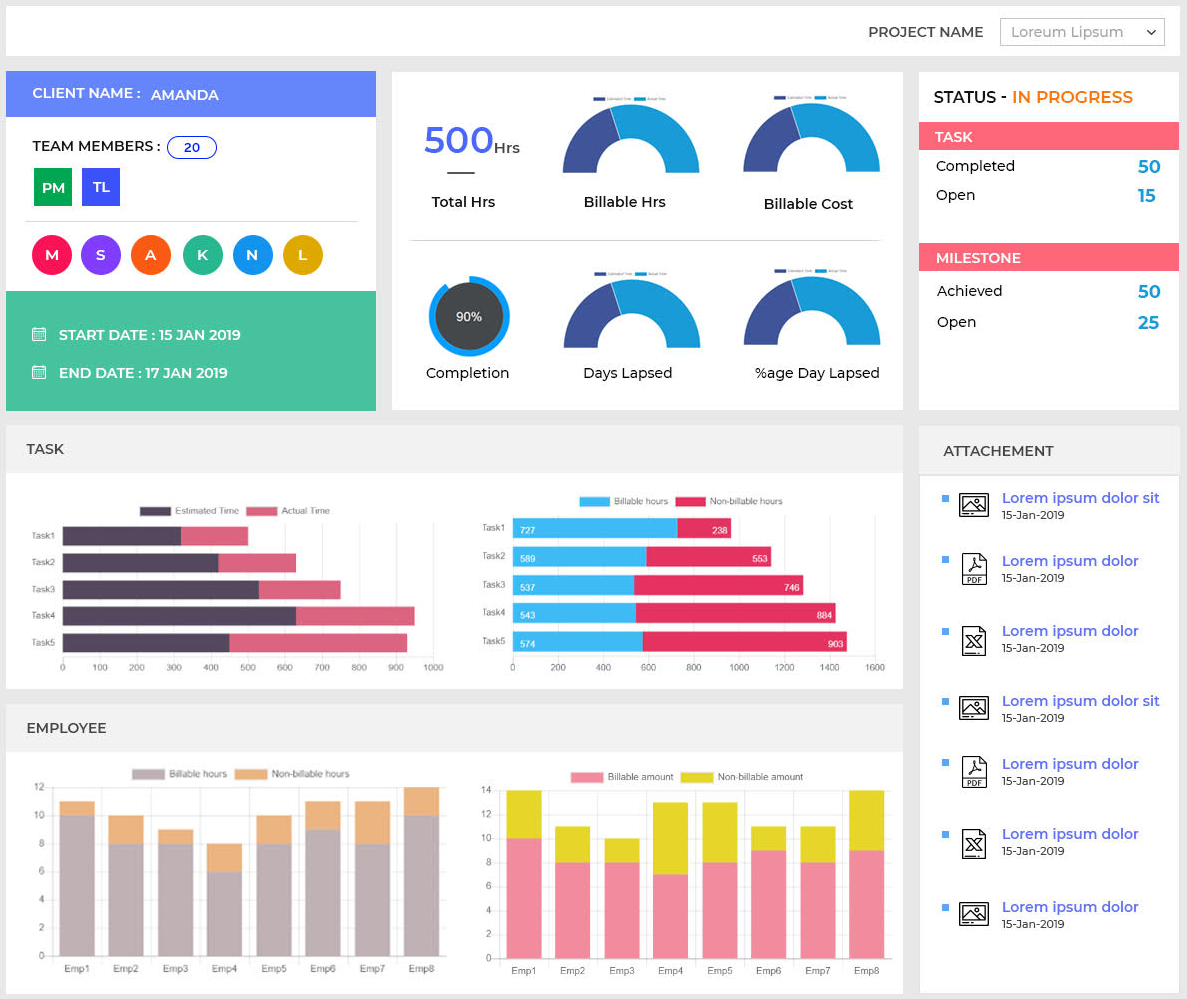 PROJECT NAME Loreum Lipsum
CLIENT NAME : AMANDA
TEAM MEMBERS : 20
PM TL
M S A K N L
START DATE : 15 JAN 2019
END DATE : 17 JAN 2019
500Hrs
Total Hrs
Estimated Time Actual Time
Billable Hrs
Estimated Time Actual Time
Billable Cost
90%
Completion
Estimated Time Actual Time
Days Lapsed
Estimated Time Actual Time
%age Day Lapsed
STATUS - IN PROGRESS
TASK
Completed 50
Open 15
MILESTONE
Achieved 50
Open 25
TASK
Estimated Time Actual Time
Task1
Task2
Task3
Task4
Task5
0 100 200 300 400 500 600 700 800 900 1000
Billable hours Non-billable hours
Task1 727 238
Task2 589 553
Task3 537 746
Task4 543 884
Task5 574 903
0 200 400 600 800 1000 1200 1400 1600
EMPLOYEE
Billable hours Non-billable hours
12
10
8
6
4
2
0
Emp1 Emp2 Emp3 Emp4 Emp5 Emp6 Emp7 Emp8
Billable amount Non-billable amount
14
12
10
8
6
4
2
0
Emp1 Emp2 Emp3 Emp4 Emp5 Emp6 Emp7 Emp8
ATTACHEMENT
Lorem ipsum dolor sit
15-Jan-2019
Lorem ipsum dolor
15-Jan-2019
PDF
Lorem ipsum dolor
15-Jan-2019
Lorem ipsum dolor sit
15-Jan-2019
Lorem ipsum dolor
15-Jan-2019
PDF
Lorem ipsum dolor
15-Jan-2019
Lorem ipsum dolor
15-Jan-2019